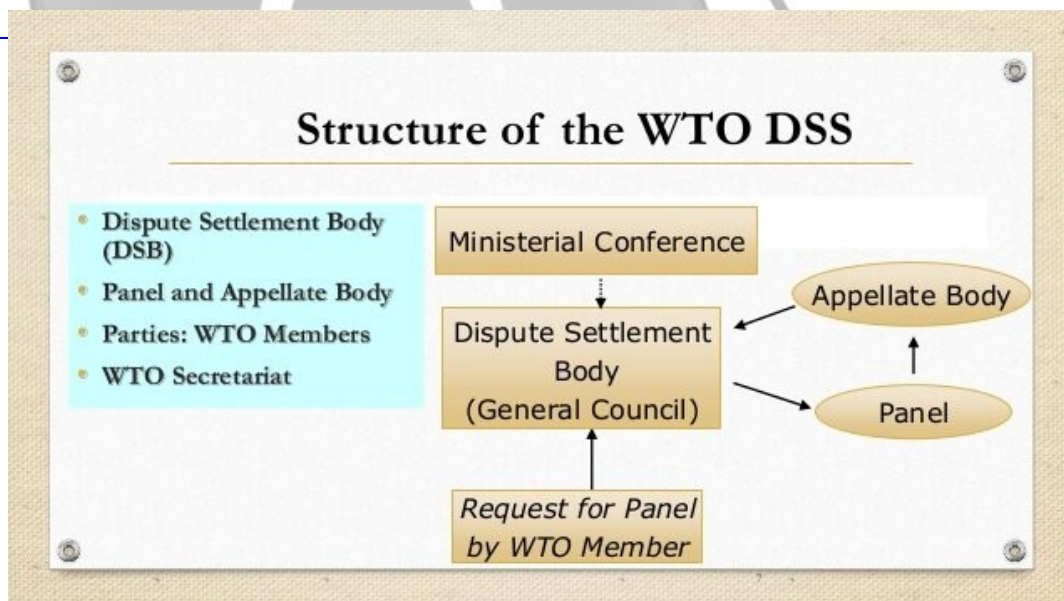 Structure of the WTO DSS
Dispute Settlement Body
(DSB)
Panel and Appellate Body
Parties: WTO Members
WTO Secretariat
Ministerial Conference
Dispute Settlement
Body
(General Council)
Appellate Body
Panel
Request for Panel
by WTO Member